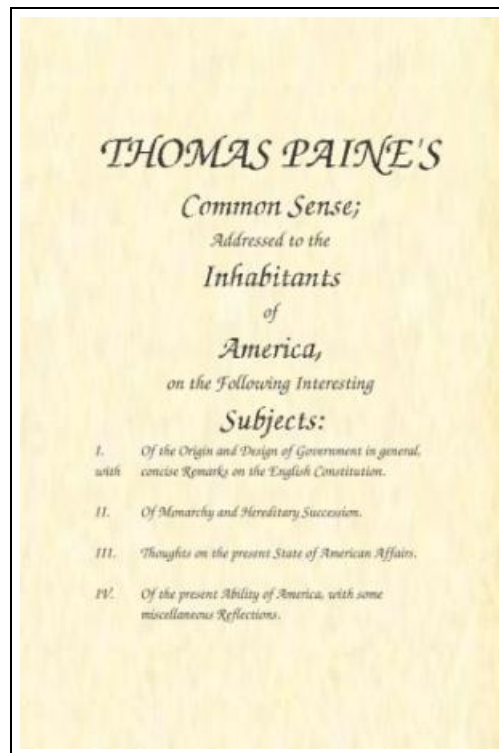 THOMAS PAINE'S
Common Sense;
Addressed to the
Inhabitants
of
America,
on the Following Interesting
Subjects:
I. Of the Origin and Design of Government in general,
with concise Remarks on the English Constitution.
II. Of Monarchy and Hereditary Succession.
III. Thoughts on the present State of American Affairs.
IV. Of the present Ability of America, with some
miscellaneous Reflections.